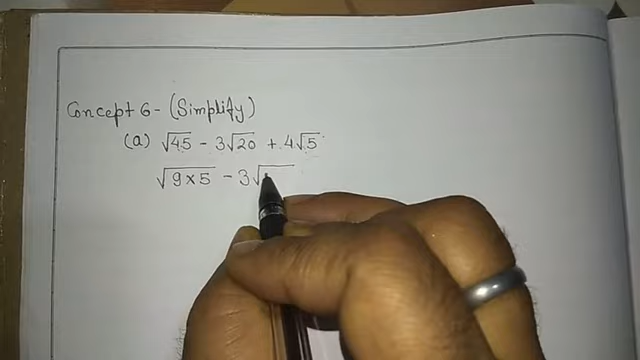 Concept 6 - (Simplify)
(a) √45 - 3√20 + 4√5
√9×5 - 3√